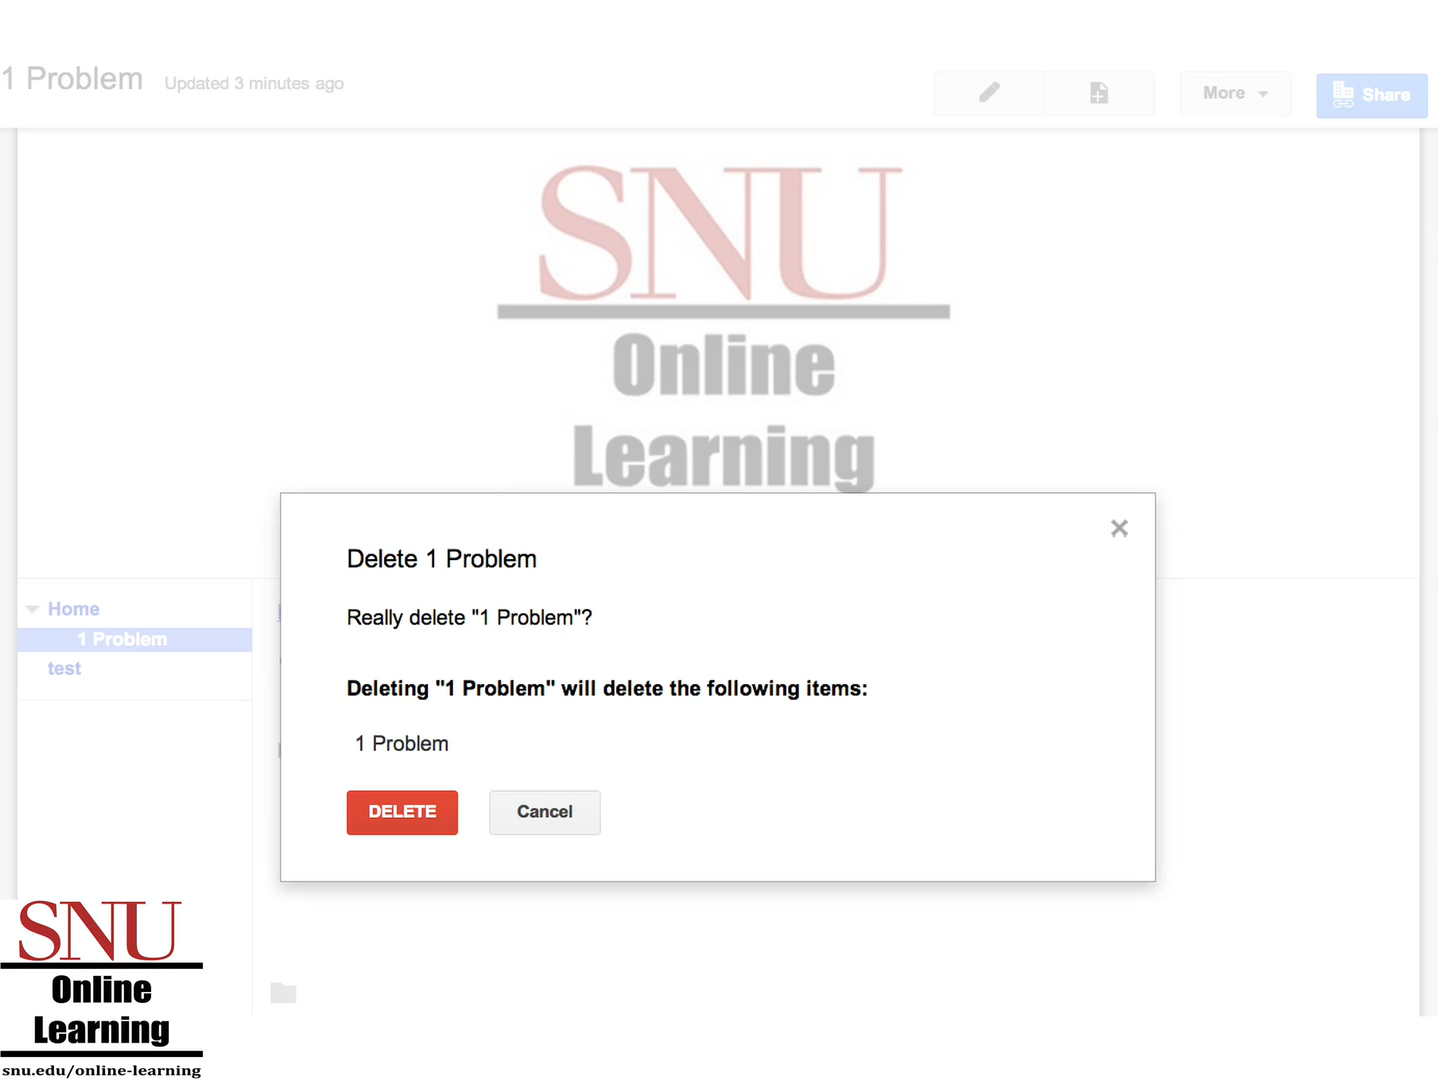 1 Problem Updated 3 minutes ago
More Share
SNU
Online
Learning
Delete 1 Problem
Really delete "1 Problem"?
Deleting "1 Problem" will delete the following items:
1 Problem
DELETE Cancel
Home
1 Problem
test
SNU
Online
Learning
snu.edu/online-learning